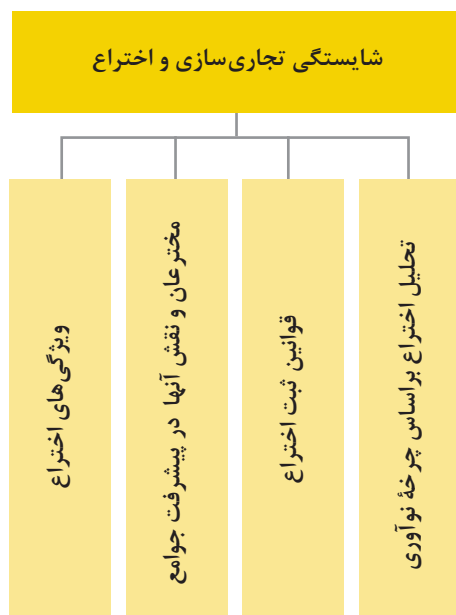 شایستگی تجاری‌سازی و اختراع
تحلیل اختراع براساس چرخهٔ نوآوری
قوانین ثبت اختراع
مخترعان و نقش آنها در پیشرفت جوامع
ویژگی‌های اختراع